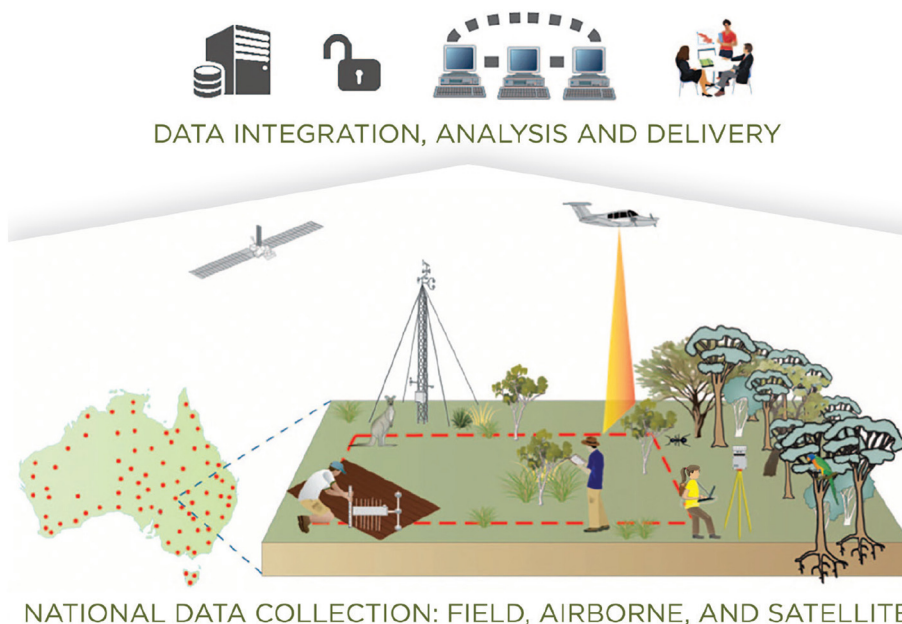 DATA INTEGRATION, ANALYSIS AND DELIVERY
NATIONAL DATA COLLECTION: FIELD, AIRBORNE, AND SATELLITE